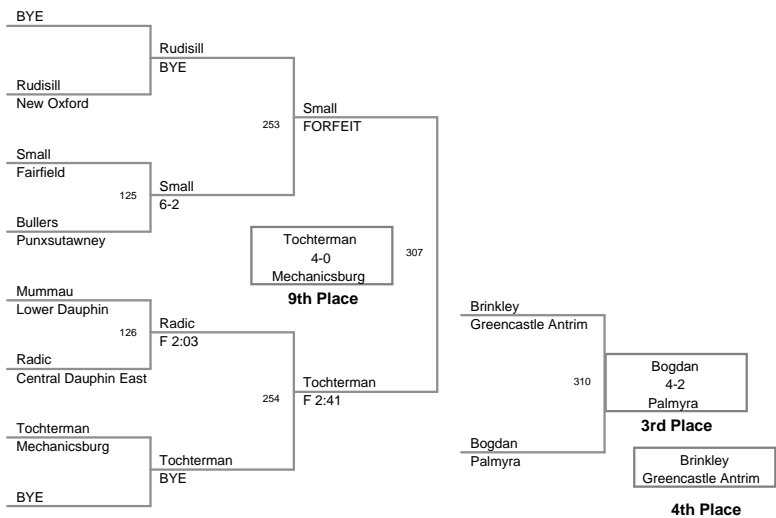 BYE
Rudisill
BYE
Rudisill
New Oxford
253
Small
FORFEIT
Small
Fairfield
125
Small
6-2
Bullers
Punxsutawney
Tochterman
4-0
Mechanicsburg
9th Place
307
Mummau
Lower Dauphin
126
Radic
F 2:03
Radic
Central Dauphin East
254
Tochterman
F 2:41
Tochterman
Mechanicsburg
Tochterman
BYE
BYE
Brinkley
Greencastle Antrim
310
Bogdan
4-2
Palmyra
3rd Place
Bogdan
Palmyra
Brinkley
Greencastle Antrim
4th Place